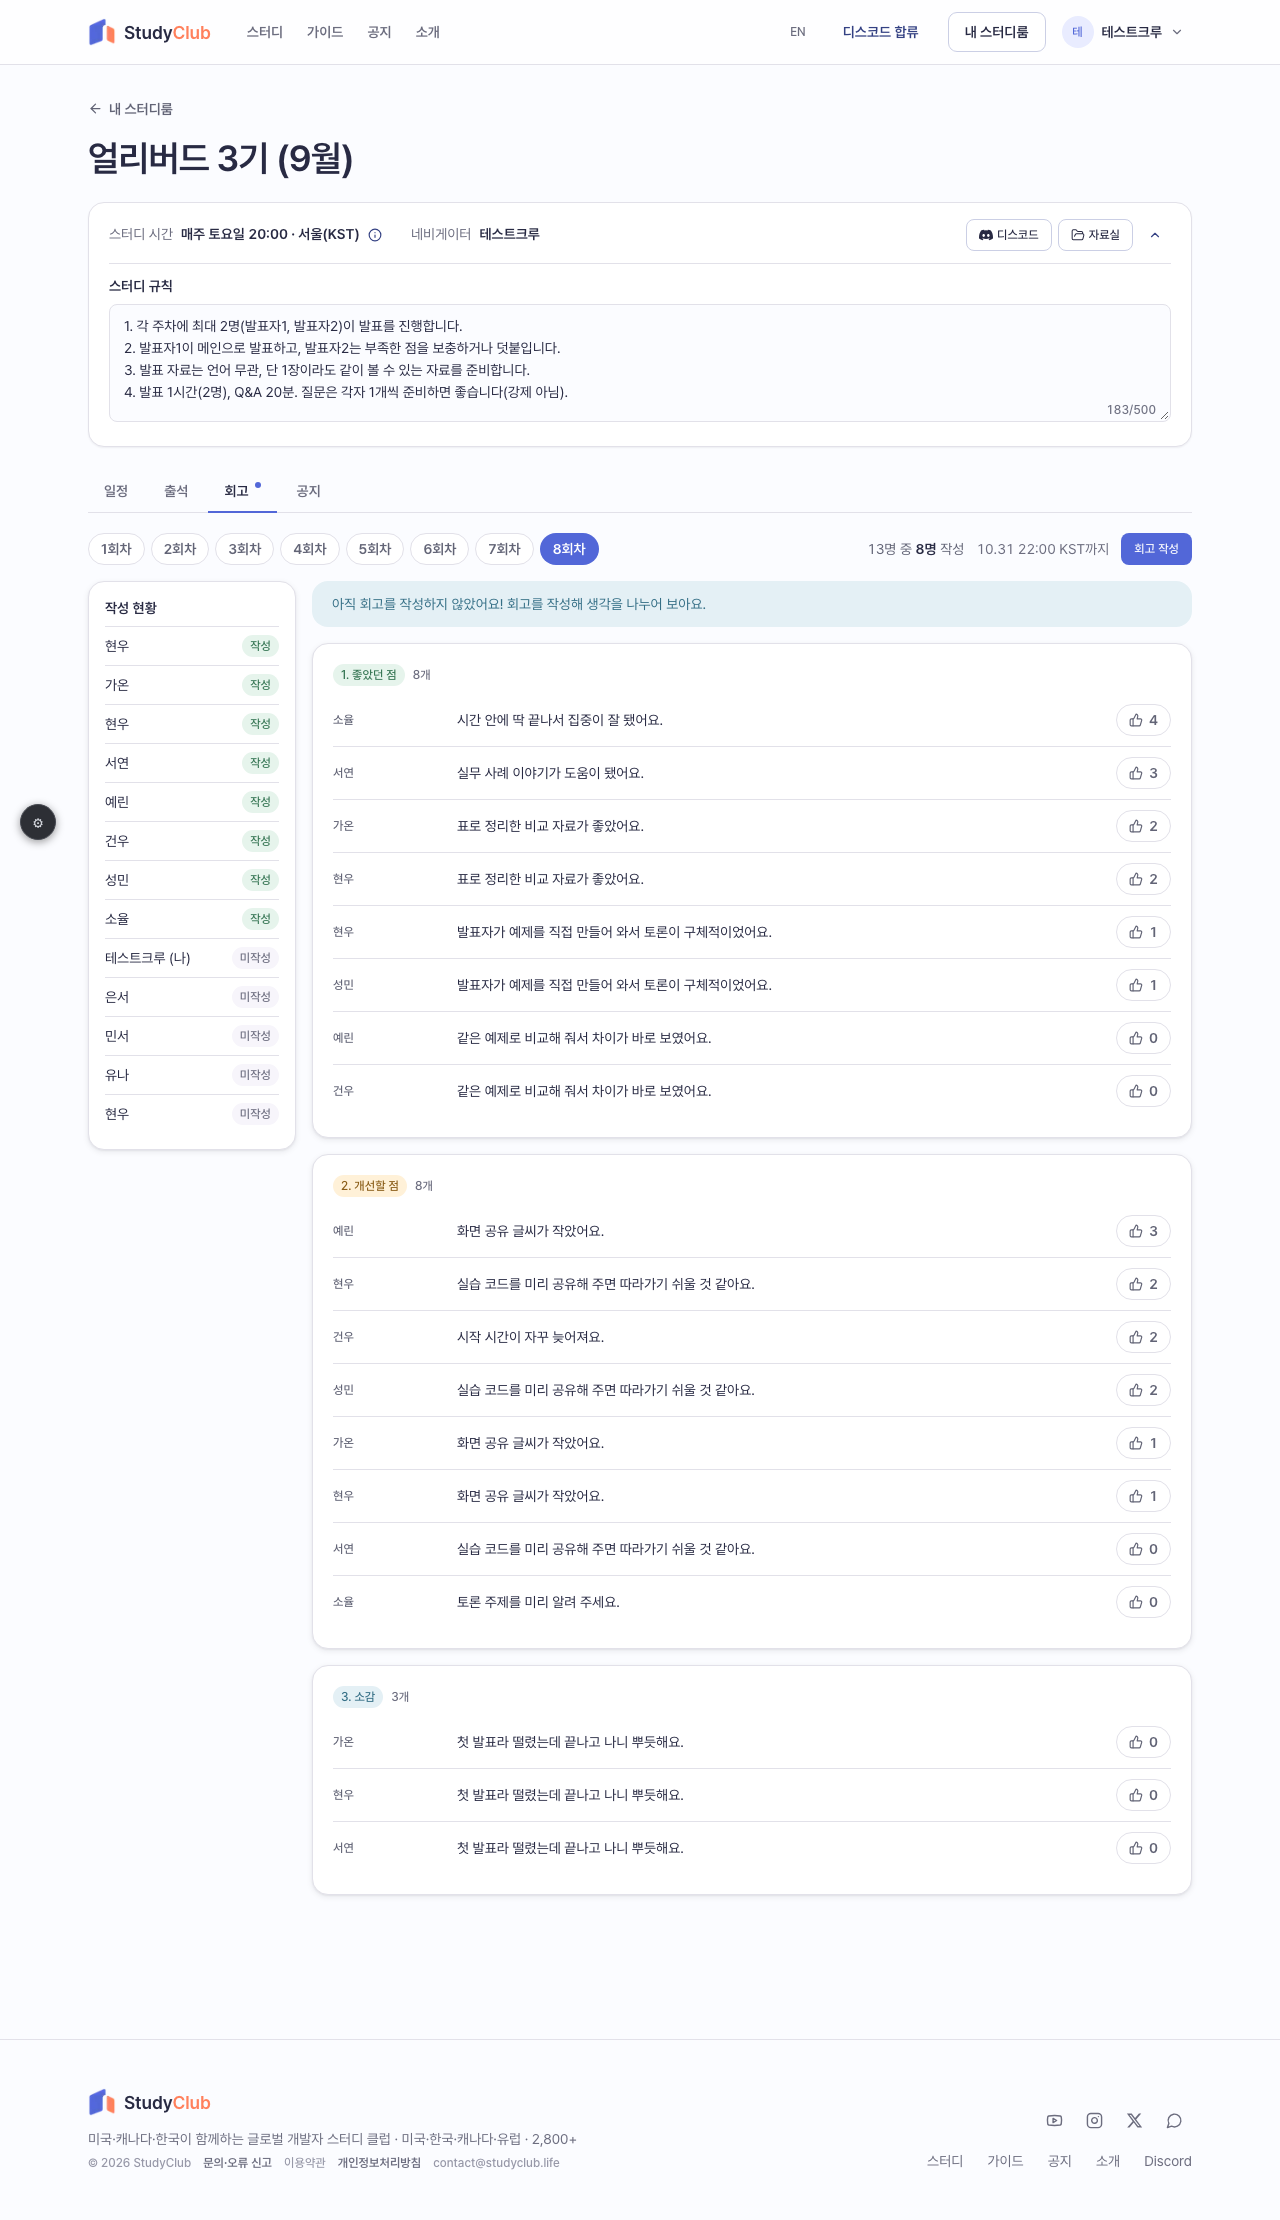 StudyClub 스터디 가이드 공지 소개 EN 디스코드 합류 내 스터디룸 테 테스트크루
내 스터디룸
얼리버드 3기 (9월)
스터디 시간 매주 토요일 20:00 · 서울(KST) 네비게이터 테스트크루 디스코드 자료실
스터디 규칙
1. 각 주차에 최대 2명(발표자1, 발표자2)이 발표를 진행합니다.
2. 발표자1이 메인으로 발표하고, 발표자2는 부족한 점을 보충하거나 덧붙입니다.
3. 발표 자료는 언어 무관, 단 1장이라도 같이 볼 수 있는 자료를 준비합니다.
4. 발표 1시간(2명), Q&A 20분. 질문은 각자 1개씩 준비하면 좋습니다(강제 아님).
183/500
일정 출석 회고 공지
1회차 2회차 3회차 4회차 5회차 6회차 7회차 8회차 13명 중 8명 작성 10.31 22:00 KST까지 회고 작성
작성 현황
현우 작성
가온 작성
현우 작성
서연 작성
예린 작성
건우 작성
성민 작성
소율 작성
테스트크루 (나) 미작성
은서 미작성
민서 미작성
유나 미작성
현우 미작성
아직 회고를 작성하지 않았어요! 회고를 작성해 생각을 나누어 보아요.
1. 좋았던 점 8개
소율 시간 안에 딱 끝나서 집중이 잘 됐어요. 4
서연 실무 사례 이야기가 도움이 됐어요. 3
가온 표로 정리한 비교 자료가 좋았어요. 2
현우 표로 정리한 비교 자료가 좋았어요. 2
현우 발표자가 예제를 직접 만들어 와서 토론이 구체적이었어요. 1
성민 발표자가 예제를 직접 만들어 와서 토론이 구체적이었어요. 1
예린 같은 예제로 비교해 줘서 차이가 바로 보였어요. 0
건우 같은 예제로 비교해 줘서 차이가 바로 보였어요. 0
2. 개선할 점 8개
예린 화면 공유 글씨가 작았어요. 3
현우 실습 코드를 미리 공유해 주면 따라가기 쉬울 것 같아요. 2
건우 시작 시간이 자꾸 늦어져요. 2
성민 실습 코드를 미리 공유해 주면 따라가기 쉬울 것 같아요. 2
가온 화면 공유 글씨가 작았어요. 1
현우 화면 공유 글씨가 작았어요. 1
서연 실습 코드를 미리 공유해 주면 따라가기 쉬울 것 같아요. 0
소율 토론 주제를 미리 알려 주세요. 0
3. 소감 3개
가온 첫 발표라 떨렸는데 끝나고 나니 뿌듯해요. 0
현우 첫 발표라 떨렸는데 끝나고 나니 뿌듯해요. 0
서연 첫 발표라 떨렸는데 끝나고 나니 뿌듯해요. 0
StudyClub
미국·캐나다·한국이 함께하는 글로벌 개발자 스터디 클럽 · 미국·한국·캐나다·유럽 · 2,800+
© 2026 StudyClub 문의·오류 신고 이용약관 개인정보처리방침 contact@studyclub.life
스터디 가이드 공지 소개 Discord